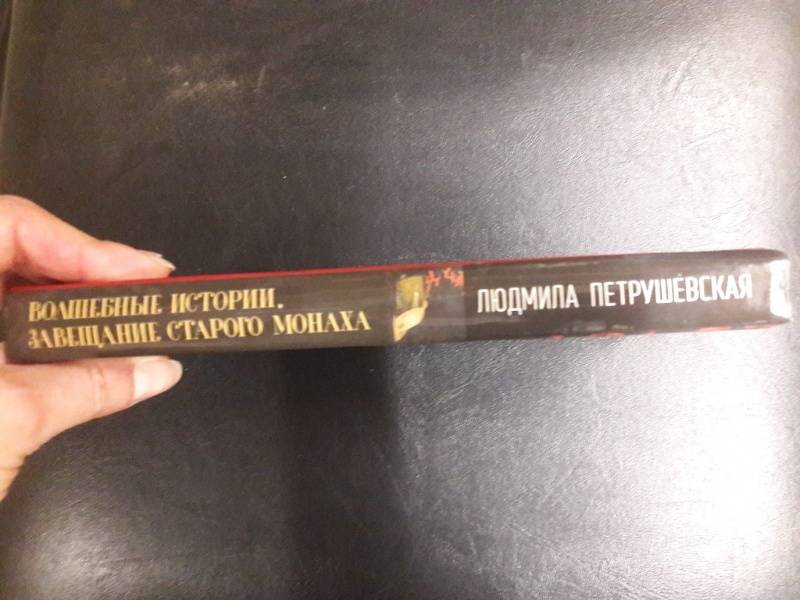 ВОЛШЕБНЫЕ ИСТОРИИ.
ЗАВЕЩАНИЕ СТАРОГО МОНАХА
ЛЮДМИЛА ПЕТРУШЕВСКАЯ